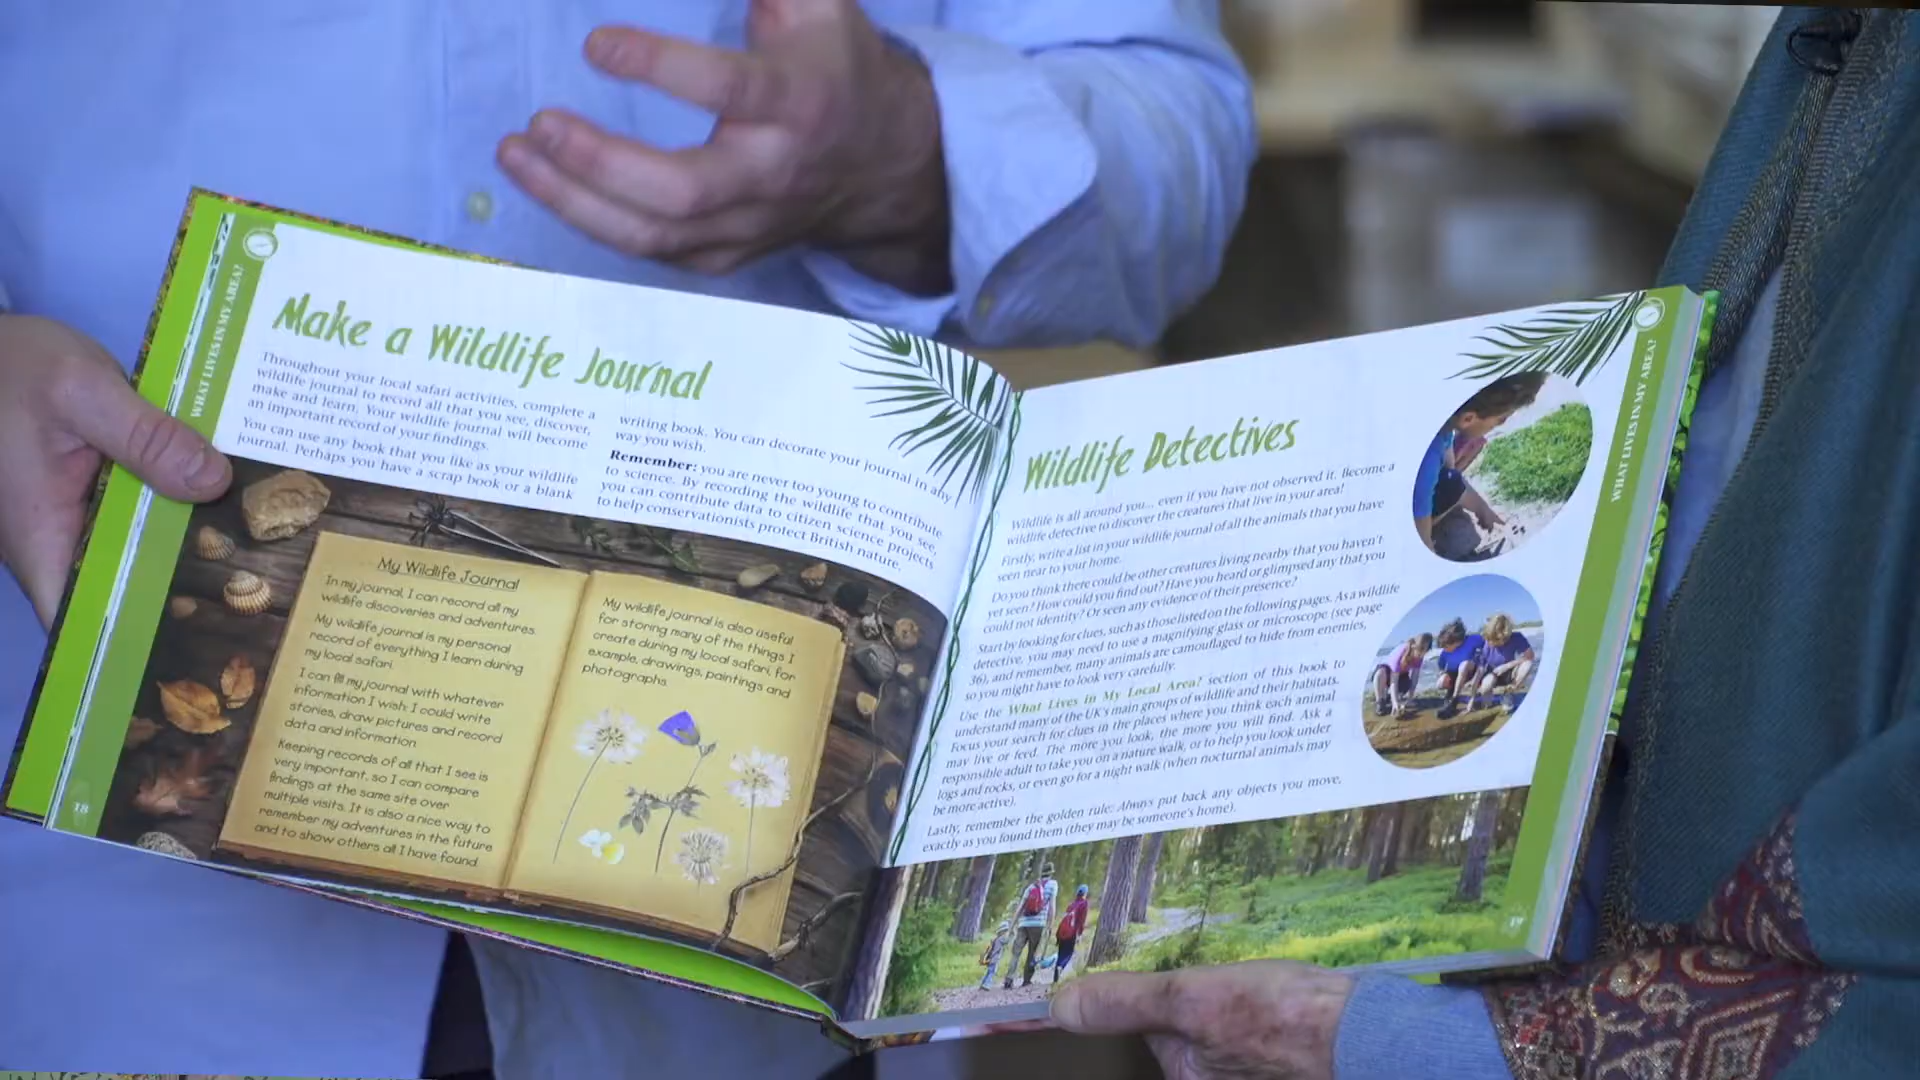 WHAT LIVES IN MY AREA?
Make a Wildlife Journal
Throughout your local safari activities, complete a
wildlife journal to record all that you see, discover,
make and learn. Your wildlife journal will become
an important record of your findings.
You can use any book that you like as your wildlife
journal. Perhaps you have a scrap book or a blank
writing book. You can decorate your journal in any
way you wish.
Remember: you are never too young to contribute
to science. By recording the wildlife that you see,
you can contribute data to citizen science projects
to help conservationists protect British nature.
My Wildlife Journal
In my journal, I can record all my
wildlife discoveries and adventures.
My wildlife journal is my personal
record of everything I learn during
my local safari.
I can fill my journal with whatever
information I wish: I could write
stories, draw pictures and record
data and information.
Keeping records of all that I see is
very important, so I can compare
findings at the same site over
multiple visits. It is also a nice way to
remember my adventures in the future
and to show others all I have found.
My wildlife journal is also useful
for storing many of the things I
create during my local safari, for
example, drawings, paintings and
photographs.
18
Wildlife Detectives
Wildlife is all around you... even if you have not observed it. Become a
wildlife detective to discover the creatures that live in your area!
Firstly, write a list in your wildlife journal of all the animals that you have
seen near to your home.
Do you think there could be other creatures living nearby that you haven't
yet seen? How could you find out? Have you heard or glimpsed any that you
could not identity? Or seen any evidence of their presence?
Start by looking for clues, such as those listed on the following pages. As a wildlife
detective, you may need to use a magnifying glass or microscope (see page
36), and remember, many animals are camouflaged to hide from enemies,
so you might have to look very carefully.
Use the What Lives in My Local Area? section of this book to
understand many of the UK's main groups of wildlife and their habitats.
Focus your search for clues in the places where you think each animal
may live or feed. The more you look, the more you will find. Ask a
responsible adult to take you on a nature walk, or to help you look under
logs and rocks, or even go for a night walk (when nocturnal animals may
be more active).
Lastly, remember the golden rule: Always put back any objects you move,
exactly as you found them (they may be someone's home).
WHAT LIVES IN MY AREA?